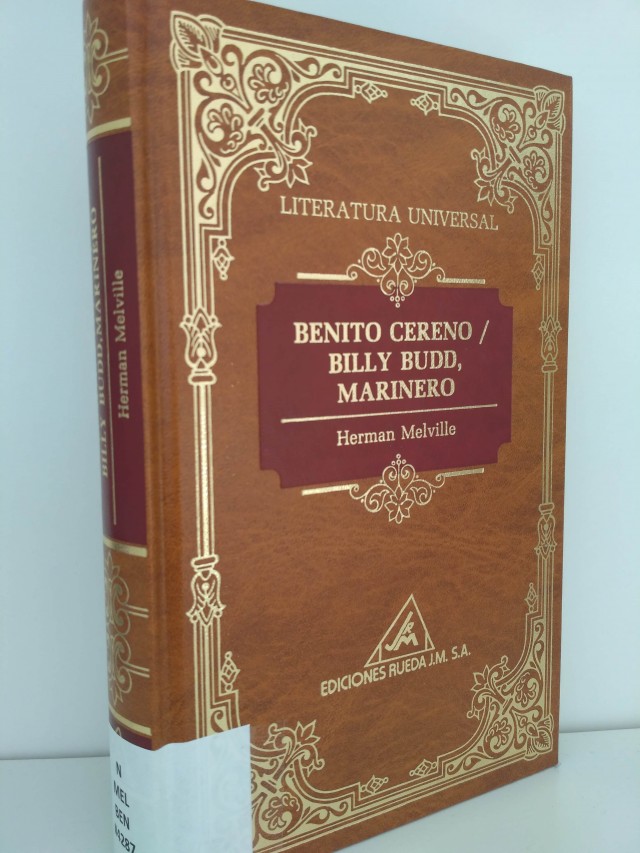 LITERATURA UNIVERSAL
BENITO CERENO /
BILLY BUDD,
MARINERO
Herman Melville
EDICIONES RUEDA J.M. S.A.
BILLY BUDD, MARINERO
Herman Melville
N
MEL
BEN